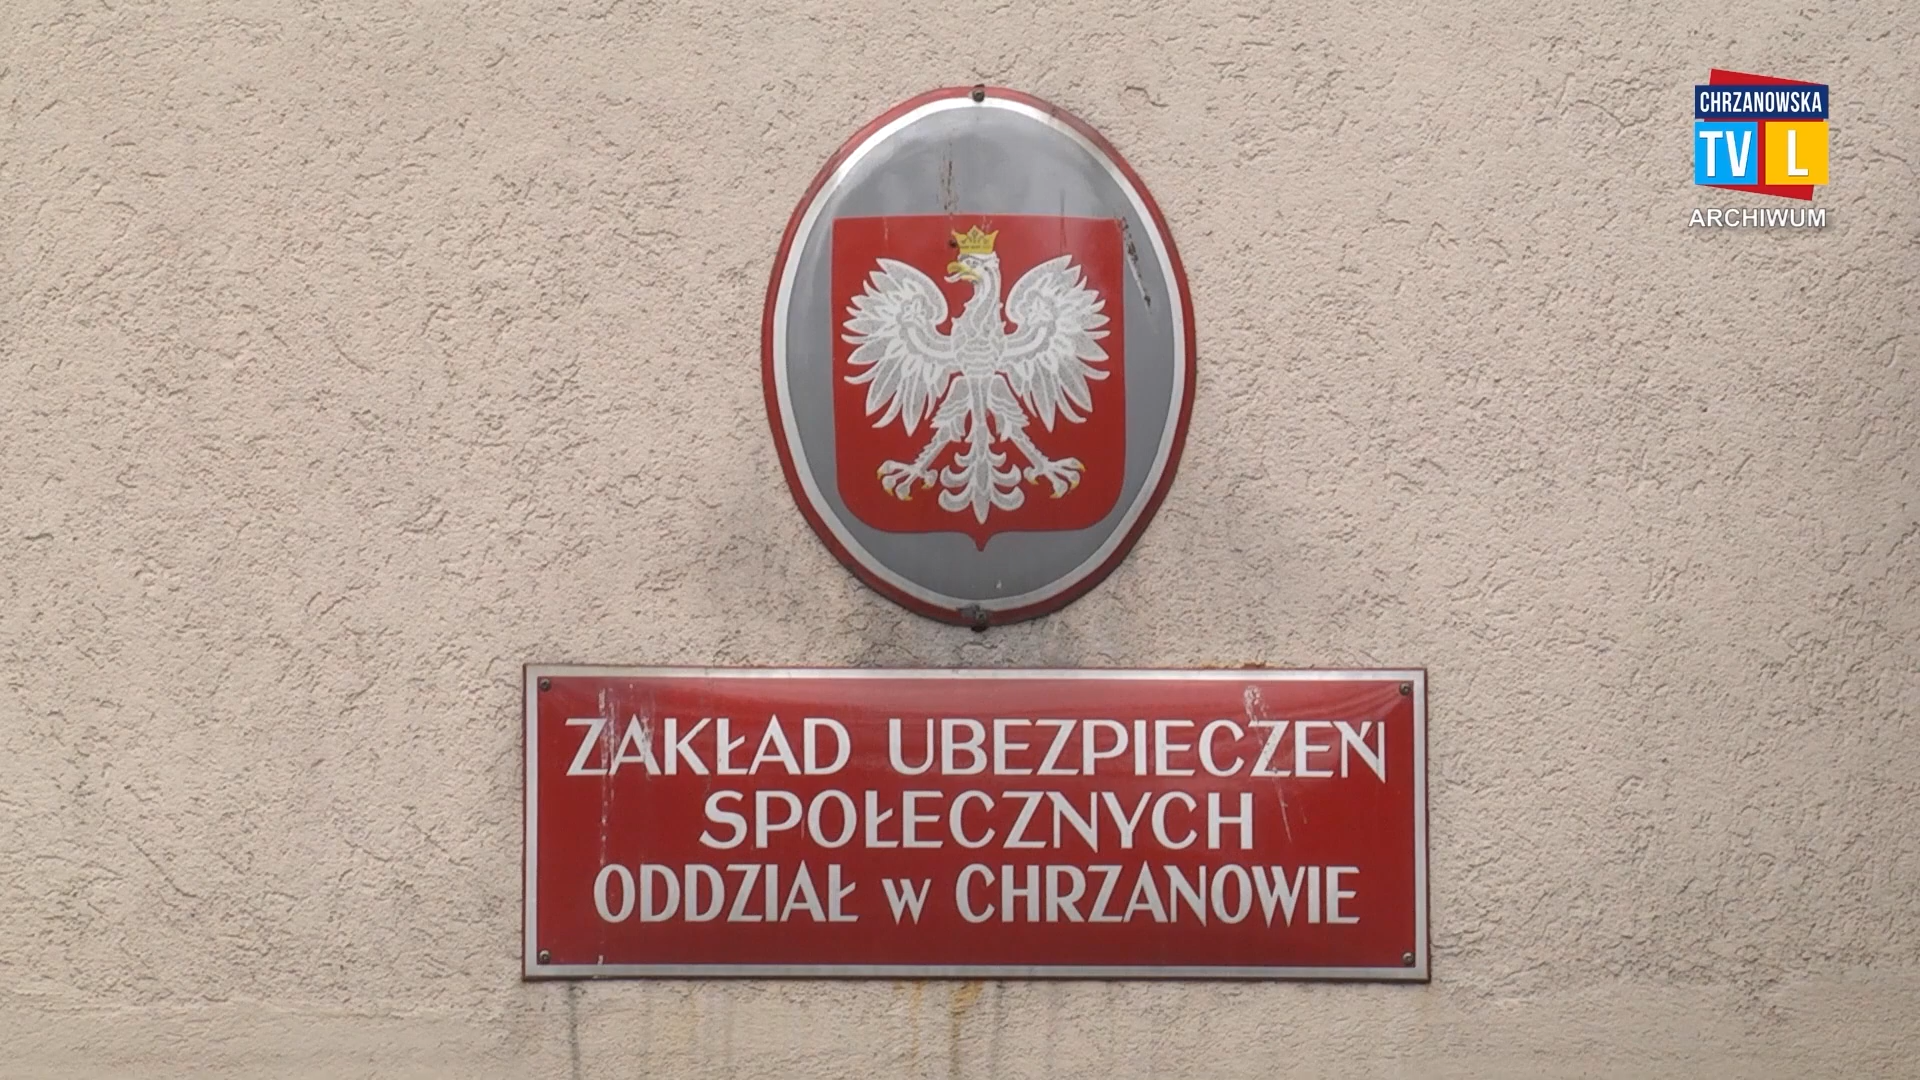 CHRZANOWSKA
TV L
ARCHIWUM
ZAKŁAD UBEZPIECZEŃ
SPOŁECZNYCH
ODDZIAŁ w CHRZANOWIE